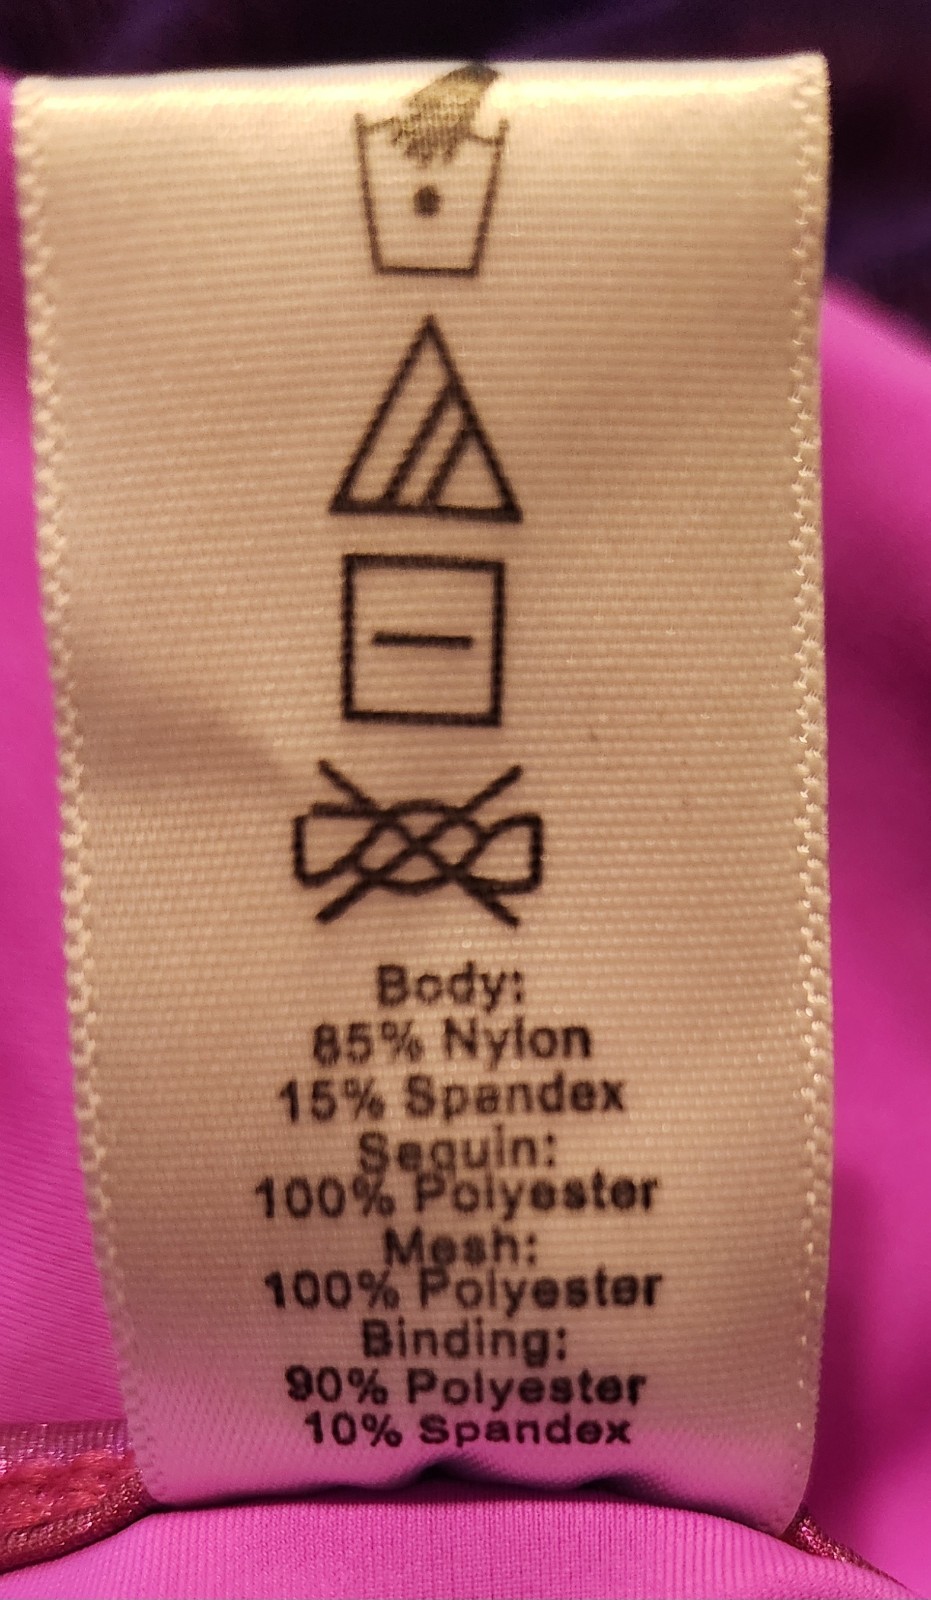 Body:
85% Nylon
15% Spandex
Sequin:
100% Polyester
Mesh:
100% Polyester
Binding:
90% Polyester
10% Spandex